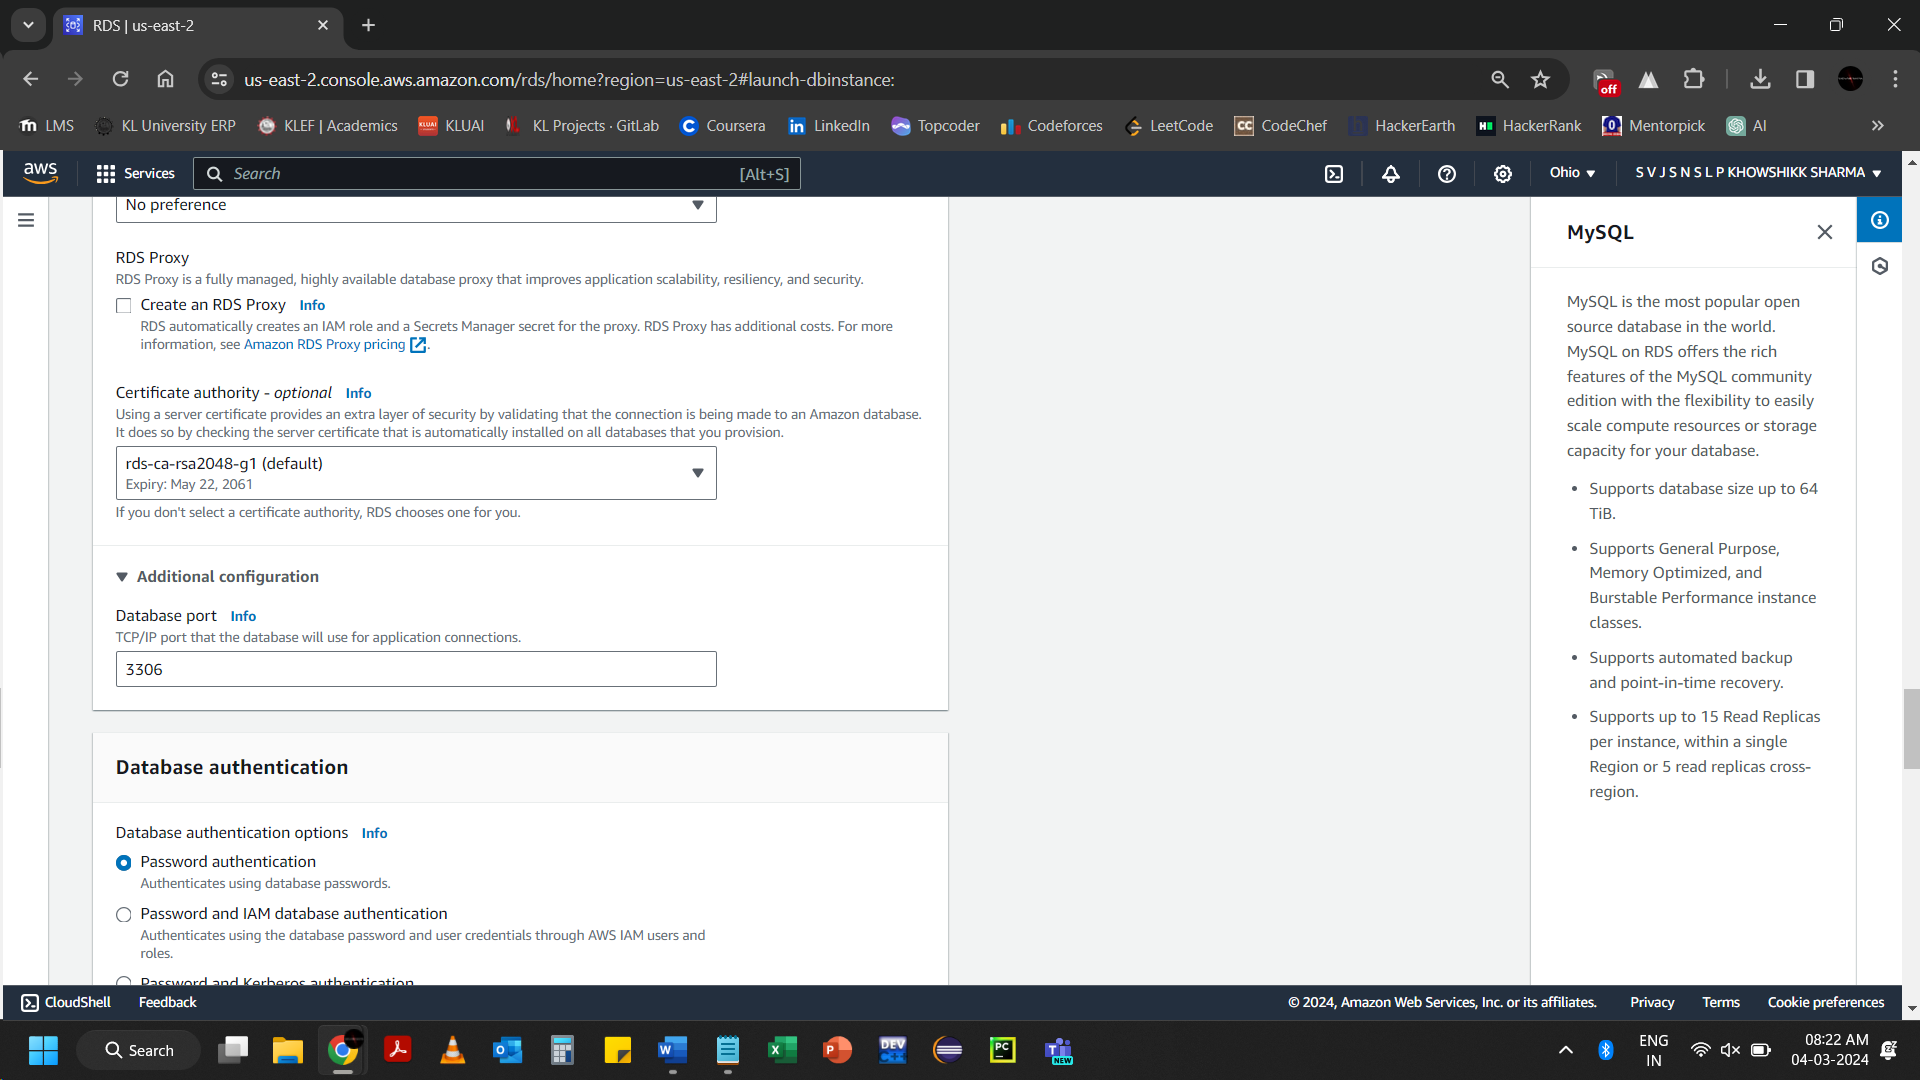 RDS | us-east-2
us-east-2.console.aws.amazon.com/rds/home?region=us-east-2#launch-dbinstance:
off
LMS KL University ERP KLEF | Academics KLUAI KL Projects · GitLab Coursera LinkedIn Topcoder Codeforces LeetCode CodeChef HackerEarth HackerRank Mentorpick AI
aws Services Search [Alt+S] Ohio S V J S N S L P KHOWSHIKK SHARMA
No preference
RDS Proxy
RDS Proxy is a fully managed, highly available database proxy that improves application scalability, resiliency, and security.
Create an RDS Proxy Info
RDS automatically creates an IAM role and a Secrets Manager secret for the proxy. RDS Proxy has additional costs. For more
information, see Amazon RDS Proxy pricing.
Certificate authority - optional Info
Using a server certificate provides an extra layer of security by validating that the connection is being made to an Amazon database.
It does so by checking the server certificate that is automatically installed on all databases that you provision.
rds-ca-rsa2048-g1 (default)
Expiry: May 22, 2061
If you don't select a certificate authority, RDS chooses one for you.
Additional configuration
Database port Info
TCP/IP port that the database will use for application connections.
3306
Database authentication
Database authentication options Info
Password authentication
Authenticates using database passwords.
Password and IAM database authentication
Authenticates using the database password and user credentials through AWS IAM users and
roles.
Password and Kerberos authentication
MySQL
MySQL is the most popular open
source database in the world.
MySQL on RDS offers the rich
features of the MySQL community
edition with the flexibility to easily
scale compute resources or storage
capacity for your database.
• Supports database size up to 64
TiB.
• Supports General Purpose,
Memory Optimized, and
Burstable Performance instance
classes.
• Supports automated backup
and point-in-time recovery.
• Supports up to 15 Read Replicas
per instance, within a single
Region or 5 read replicas cross-
region.
CloudShell Feedback © 2024, Amazon Web Services, Inc. or its affiliates. Privacy Terms Cookie preferences
Search
ENG
IN
08:22 AM
04-03-2024